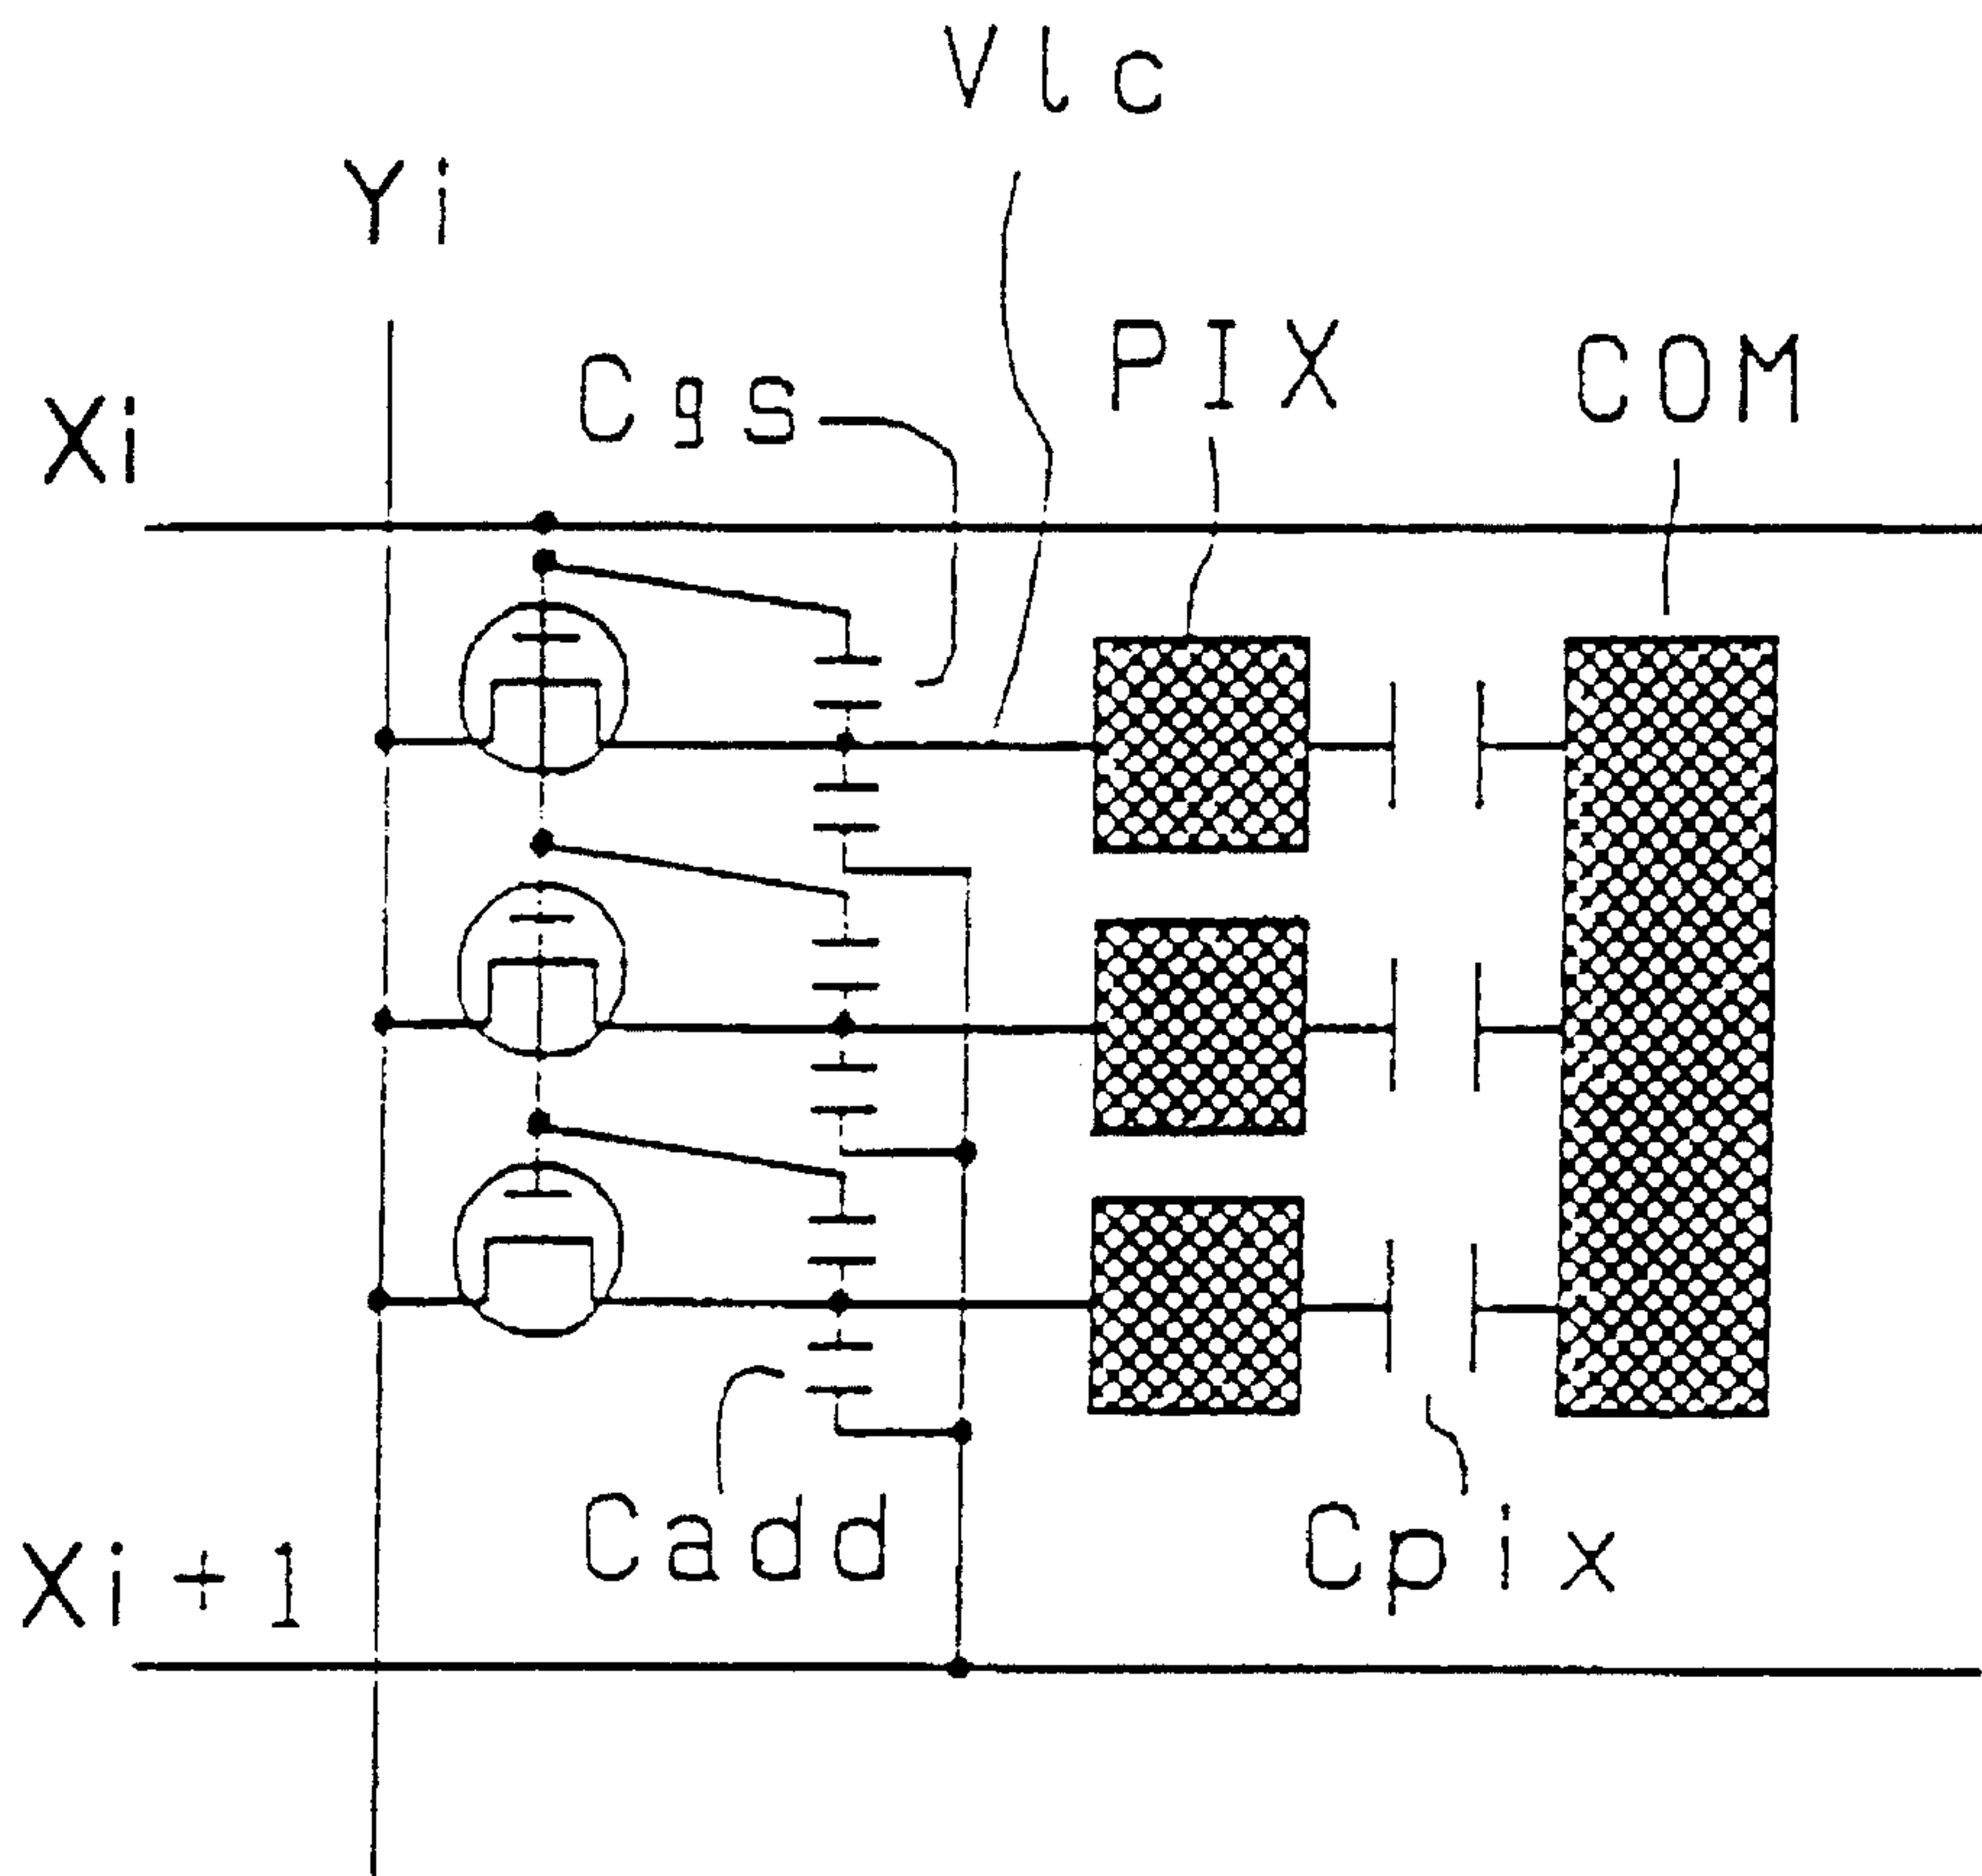 Vlc
Yi
PIX
COM
Cgs
Xi
Cadd
Cpix
Xi+1